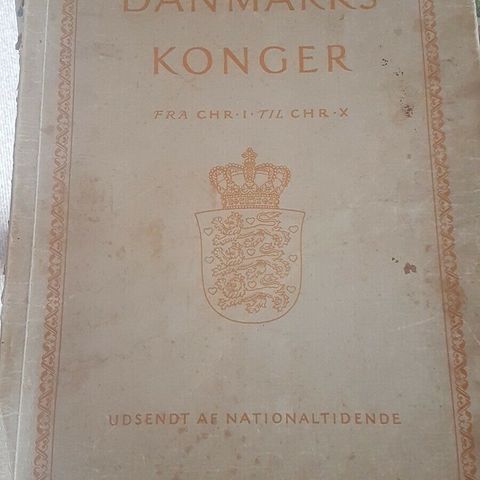 DANMARKS
KONGER
FRA CHR·I·TIL CHR·X
UDSENDT AF NATIONALTIDENDE